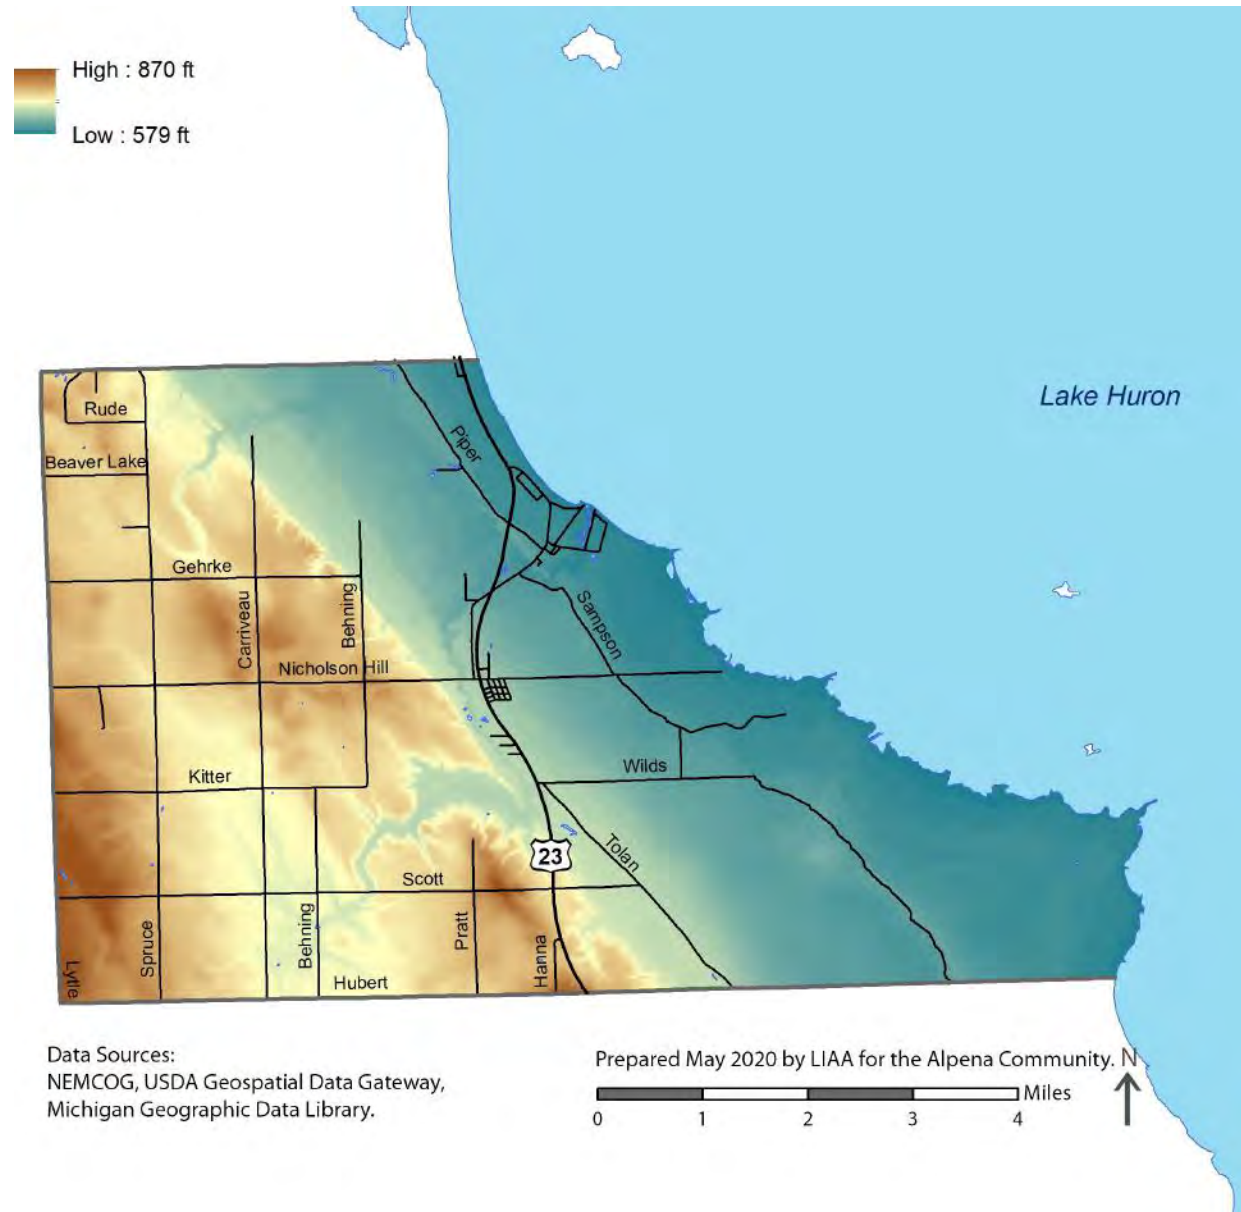 High : 870 ft
Low : 579 ft
Lake Huron
Rude
Piper
Beaver Lake
Gehrke
Carriveau
Behning
Sampson
Nicholson Hill
Kitter
Wilds
23
Tolan
Scott
Spruce
Behning
Pratt
Hanna
Lytle
Hubert
Data Sources:
NEMCOG, USDA Geospatial Data Gateway,
Michigan Geographic Data Library.
Prepared May 2020 by LIAA for the Alpena Community.
N
Miles
0 1 2 3 4